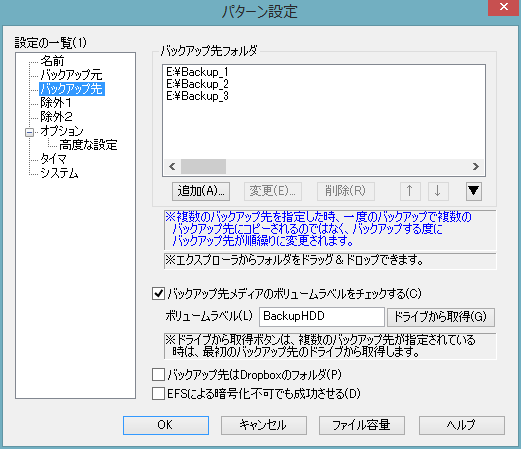 パターン設定
設定の一覧(1)
名前
バックアップ元
バックアップ先
除外1
除外2
オプション
高度な設定
タイマ
システム
バックアップ先フォルダ
E:¥Backup_1
E:¥Backup_2
E:¥Backup_3
追加(A)... 変更(E)... 削除(R) ↑ ↓ ▼
※複数のバックアップ先を指定した時、一度のバックアップで複数の
バックアップ先にコピーされるのではなく、バックアップする度に
バックアップ先が順繰りに変更されます。
※エクスプローラからフォルダをドラッグ&ドロップできます。
バックアップ先メディアのボリュームラベルをチェックする(C)
ボリュームラベル(L) BackupHDD ドライブから取得(G)
※ドライブから取得ボタンは、複数のバックアップ先が指定されている
時は、最初のバックアップ先のドライブから取得します。
バックアップ先はDropboxのフォルダ(P)
EFSによる暗号化不可でも成功させる(D)
OK キャンセル ファイル容量 ヘルプ